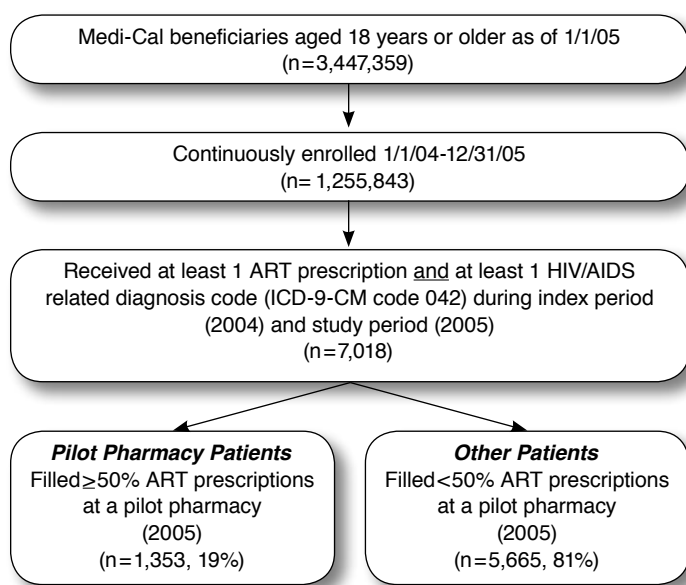 Medi-Cal beneficiaries aged 18 years or older as of 1/1/05
(n=3,447,359)
Continuously enrolled 1/1/04-12/31/05
(n=1,255,843)
Received at least 1 ART prescription and at least 1 HIV/AIDS
related diagnosis code (ICD-9-CM code 042) during index period
(2004) and study period (2005)
(n=7,018)
Pilot Pharmacy Patients
Filled≥50% ART prescriptions
at a pilot pharmacy
(2005)
(n=1,353, 19%)
Other Patients
Filled<50% ART prescriptions
at a pilot pharmacy
(2005)
(n=5,665, 81%)